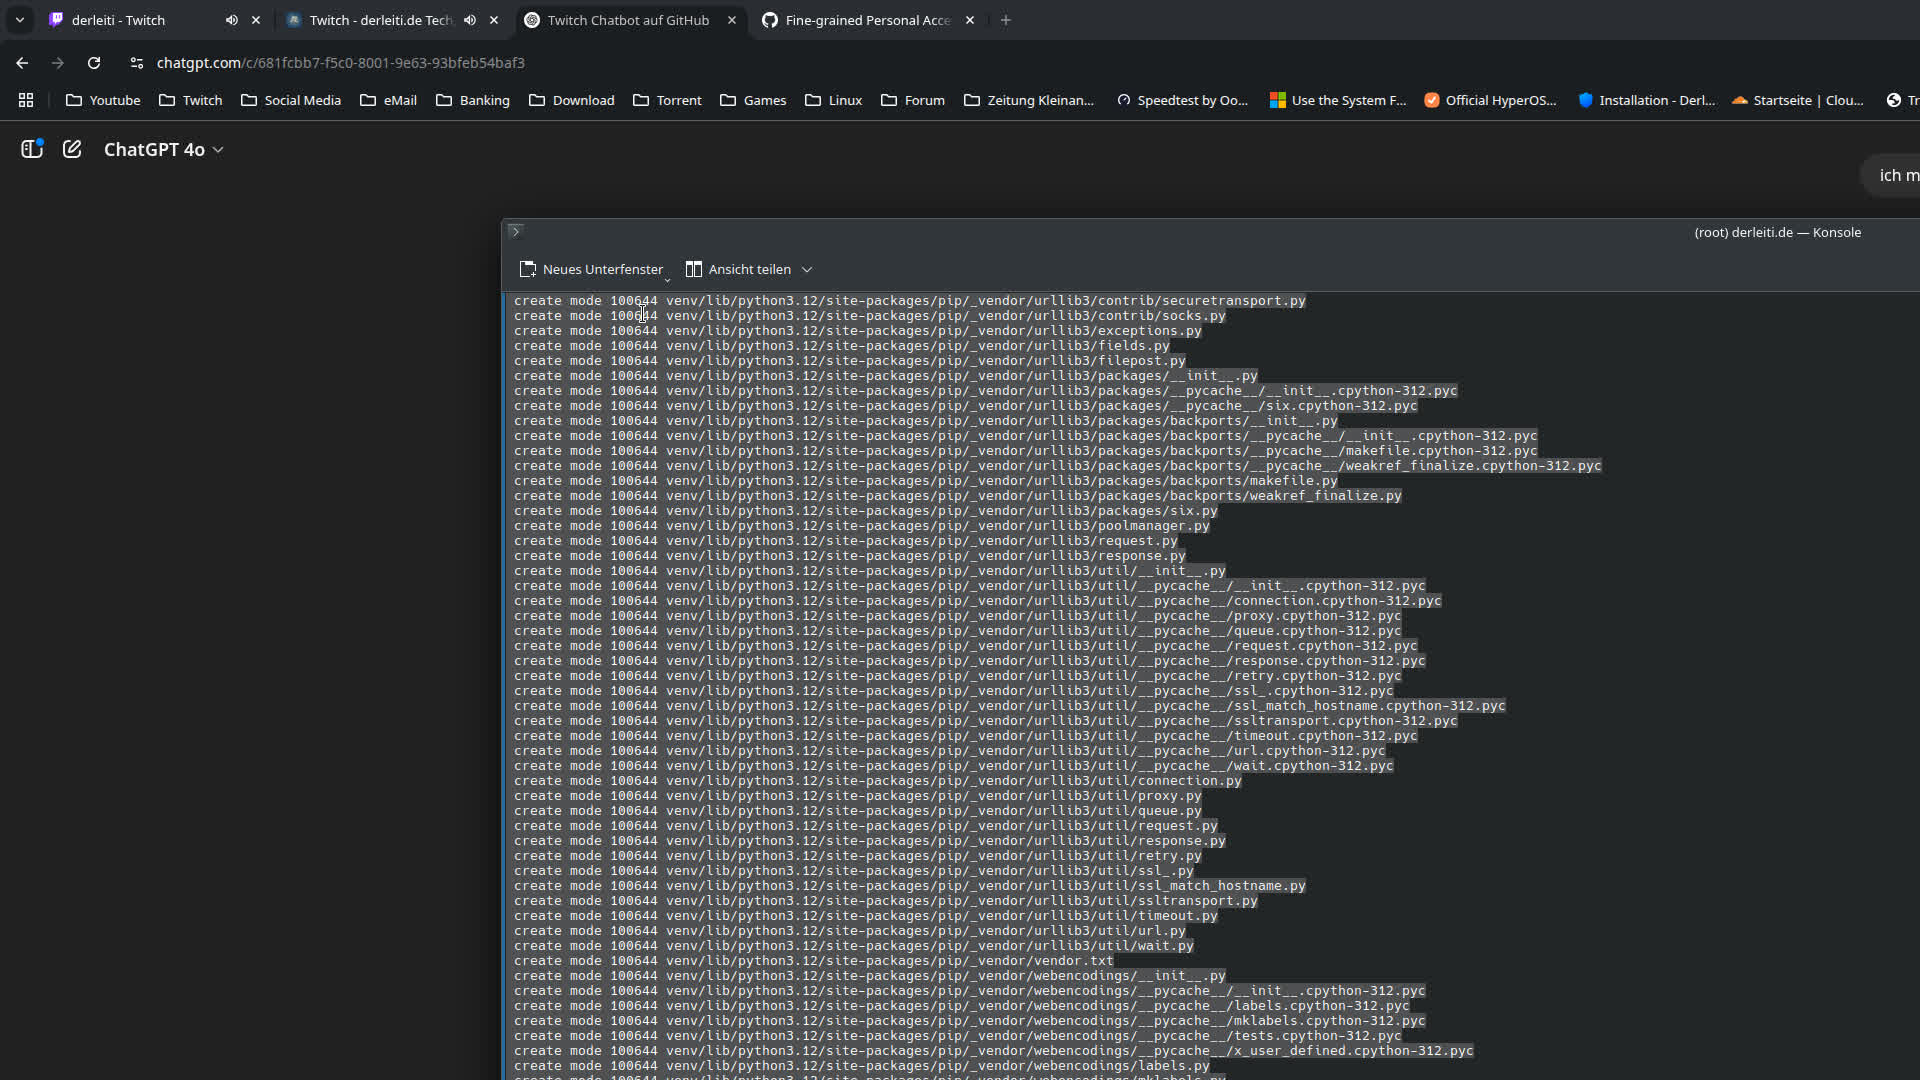 derleiti - Twitch
Twitch - derleiti.de Tech
Twitch Chatbot auf GitHub
Fine-grained Personal Acce
chatgpt.com/c/681fcbb7-f5c0-8001-9e63-93bfeb54baf3
Youtube
Twitch
Social Media
eMail
Banking
Download
Torrent
Games
Linux
Forum
Zeitung Kleinan...
Speedtest by Oo...
Use the System F...
Official HyperOS...
Installation - Derl...
Startseite | Clou...
Tr
ChatGPT 4o
ich m
(root) derleiti.de — Konsole
Neues Unterfenster
Ansicht teilen
create mode 100644 venv/lib/python3.12/site-packages/pip/_vendor/urllib3/contrib/securetransport.py
create mode 100644 venv/lib/python3.12/site-packages/pip/_vendor/urllib3/contrib/socks.py
create mode 100644 venv/lib/python3.12/site-packages/pip/_vendor/urllib3/exceptions.py
create mode 100644 venv/lib/python3.12/site-packages/pip/_vendor/urllib3/fields.py
create mode 100644 venv/lib/python3.12/site-packages/pip/_vendor/urllib3/filepost.py
create mode 100644 venv/lib/python3.12/site-packages/pip/_vendor/urllib3/packages/__init__.py
create mode 100644 venv/lib/python3.12/site-packages/pip/_vendor/urllib3/packages/__pycache__/__init__.cpython-312.pyc
create mode 100644 venv/lib/python3.12/site-packages/pip/_vendor/urllib3/packages/__pycache__/six.cpython-312.pyc
create mode 100644 venv/lib/python3.12/site-packages/pip/_vendor/urllib3/packages/backports/__init__.py
create mode 100644 venv/lib/python3.12/site-packages/pip/_vendor/urllib3/packages/backports/__pycache__/__init__.cpython-312.pyc
create mode 100644 venv/lib/python3.12/site-packages/pip/_vendor/urllib3/packages/backports/__pycache__/makefile.cpython-312.pyc
create mode 100644 venv/lib/python3.12/site-packages/pip/_vendor/urllib3/packages/backports/__pycache__/weakref_finalize.cpython-312.pyc
create mode 100644 venv/lib/python3.12/site-packages/pip/_vendor/urllib3/packages/backports/makefile.py
create mode 100644 venv/lib/python3.12/site-packages/pip/_vendor/urllib3/packages/backports/weakref_finalize.py
create mode 100644 venv/lib/python3.12/site-packages/pip/_vendor/urllib3/packages/six.py
create mode 100644 venv/lib/python3.12/site-packages/pip/_vendor/urllib3/poolmanager.py
create mode 100644 venv/lib/python3.12/site-packages/pip/_vendor/urllib3/request.py
create mode 100644 venv/lib/python3.12/site-packages/pip/_vendor/urllib3/response.py
create mode 100644 venv/lib/python3.12/site-packages/pip/_vendor/urllib3/util/__init__.py
create mode 100644 venv/lib/python3.12/site-packages/pip/_vendor/urllib3/util/__pycache__/__init__.cpython-312.pyc
create mode 100644 venv/lib/python3.12/site-packages/pip/_vendor/urllib3/util/__pycache__/connection.cpython-312.pyc
create mode 100644 venv/lib/python3.12/site-packages/pip/_vendor/urllib3/util/__pycache__/proxy.cpython-312.pyc
create mode 100644 venv/lib/python3.12/site-packages/pip/_vendor/urllib3/util/__pycache__/queue.cpython-312.pyc
create mode 100644 venv/lib/python3.12/site-packages/pip/_vendor/urllib3/util/__pycache__/request.cpython-312.pyc
create mode 100644 venv/lib/python3.12/site-packages/pip/_vendor/urllib3/util/__pycache__/response.cpython-312.pyc
create mode 100644 venv/lib/python3.12/site-packages/pip/_vendor/urllib3/util/__pycache__/retry.cpython-312.pyc
create mode 100644 venv/lib/python3.12/site-packages/pip/_vendor/urllib3/util/__pycache__/ssl_.cpython-312.pyc
create mode 100644 venv/lib/python3.12/site-packages/pip/_vendor/urllib3/util/__pycache__/ssl_match_hostname.cpython-312.pyc
create mode 100644 venv/lib/python3.12/site-packages/pip/_vendor/urllib3/util/__pycache__/ssltransport.cpython-312.pyc
create mode 100644 venv/lib/python3.12/site-packages/pip/_vendor/urllib3/util/__pycache__/timeout.cpython-312.pyc
create mode 100644 venv/lib/python3.12/site-packages/pip/_vendor/urllib3/util/__pycache__/url.cpython-312.pyc
create mode 100644 venv/lib/python3.12/site-packages/pip/_vendor/urllib3/util/__pycache__/wait.cpython-312.pyc
create mode 100644 venv/lib/python3.12/site-packages/pip/_vendor/urllib3/util/connection.py
create mode 100644 venv/lib/python3.12/site-packages/pip/_vendor/urllib3/util/proxy.py
create mode 100644 venv/lib/python3.12/site-packages/pip/_vendor/urllib3/util/queue.py
create mode 100644 venv/lib/python3.12/site-packages/pip/_vendor/urllib3/util/request.py
create mode 100644 venv/lib/python3.12/site-packages/pip/_vendor/urllib3/util/response.py
create mode 100644 venv/lib/python3.12/site-packages/pip/_vendor/urllib3/util/retry.py
create mode 100644 venv/lib/python3.12/site-packages/pip/_vendor/urllib3/util/ssl_.py
create mode 100644 venv/lib/python3.12/site-packages/pip/_vendor/urllib3/util/ssl_match_hostname.py
create mode 100644 venv/lib/python3.12/site-packages/pip/_vendor/urllib3/util/ssltransport.py
create mode 100644 venv/lib/python3.12/site-packages/pip/_vendor/urllib3/util/timeout.py
create mode 100644 venv/lib/python3.12/site-packages/pip/_vendor/urllib3/util/url.py
create mode 100644 venv/lib/python3.12/site-packages/pip/_vendor/urllib3/util/wait.py
create mode 100644 venv/lib/python3.12/site-packages/pip/_vendor/vendor.txt
create mode 100644 venv/lib/python3.12/site-packages/pip/_vendor/webencodings/__init__.py
create mode 100644 venv/lib/python3.12/site-packages/pip/_vendor/webencodings/__pycache__/__init__.cpython-312.pyc
create mode 100644 venv/lib/python3.12/site-packages/pip/_vendor/webencodings/__pycache__/labels.cpython-312.pyc
create mode 100644 venv/lib/python3.12/site-packages/pip/_vendor/webencodings/__pycache__/mklabels.cpython-312.pyc
create mode 100644 venv/lib/python3.12/site-packages/pip/_vendor/webencodings/__pycache__/tests.cpython-312.pyc
create mode 100644 venv/lib/python3.12/site-packages/pip/_vendor/webencodings/__pycache__/x_user_defined.cpython-312.pyc
create mode 100644 venv/lib/python3.12/site-packages/pip/_vendor/webencodings/labels.py
create mode 100644 venv/lib/python3.12/site-packages/pip/_vendor/webencodings/mklabels.py